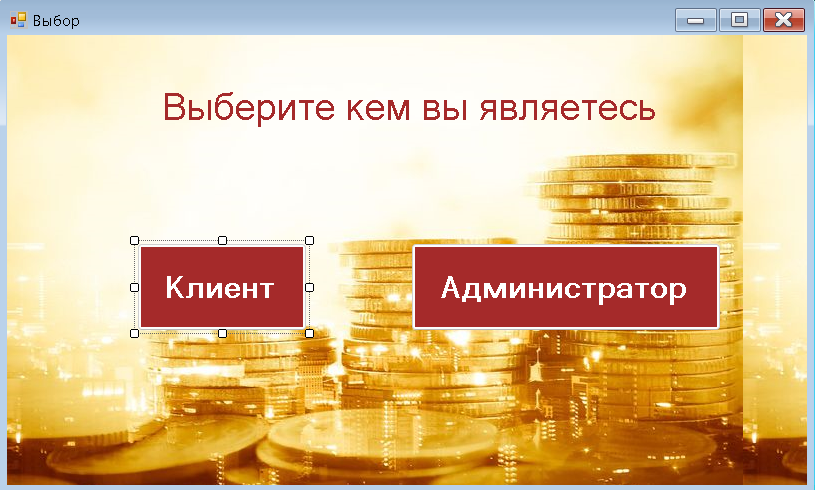 Выбор
Выберите кем вы являетесь
Клиент
Администратор